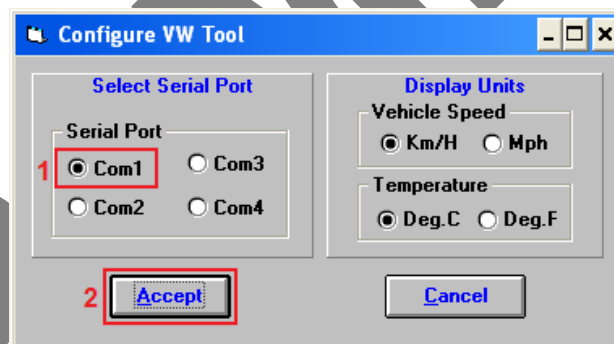 Configure VW Tool
Select Serial Port
Serial Port
1
Com1
Com3
Com2
Com4
Display Units
Vehicle Speed
Km/H
Mph
Temperature
Deg.C
Deg.F
2
Accept
Cancel